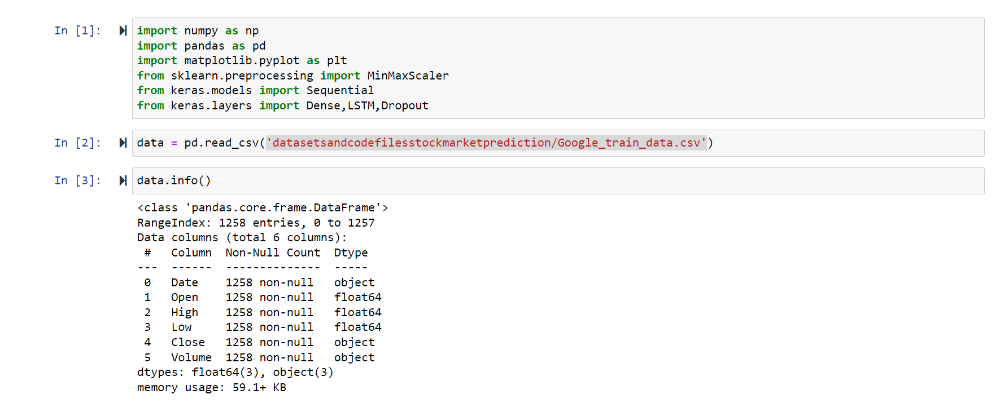 In [1]:
import numpy as np
import pandas as pd
import matplotlib.pyplot as plt
from sklearn.preprocessing import MinMaxScaler
from keras.models import Sequential
from keras.layers import Dense,LSTM,Dropout
In [2]:
data = pd.read_csv('datasetsandcodefilesstockmarketprediction/Google_train_data.csv')
In [3]:
data.info()
<class 'pandas.core.frame.DataFrame'>
RangeIndex: 1258 entries, 0 to 1257
Data columns (total 6 columns):
 #   Column  Non-Null Count  Dtype
---  ------  --------------  -----
 0   Date    1258 non-null   object
 1   Open    1258 non-null   float64
 2   High    1258 non-null   float64
 3   Low     1258 non-null   float64
 4   Close   1258 non-null   object
 5   Volume  1258 non-null   object
dtypes: float64(3), object(3)
memory usage: 59.1+ KB